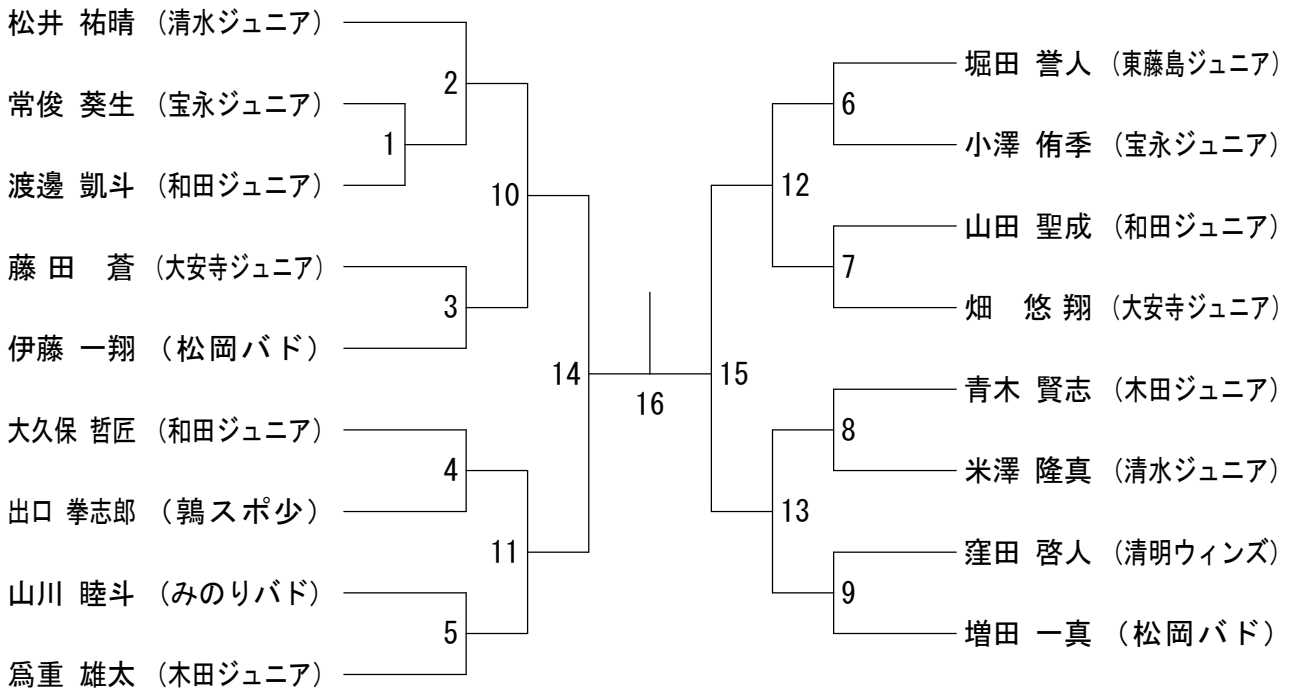 松井 祐晴 （清水ジュニア）
常俊 葵生 （宝永ジュニア）
渡邊 凱斗 （和田ジュニア）
藤田 蒼 （大安寺ジュニア）
伊藤 一翔 （松岡バド）
大久保 哲匠 （和田ジュニア）
出口 拳志郎 （鶉スポ少）
山川 睦斗 （みのりバド）
爲重 雄太 （木田ジュニア）
1
2
3
4
5
10
11
14
16
15
12
13
6
7
8
9
堀田 誉人 （東藤島ジュニア）
小澤 侑季 （宝永ジュニア）
山田 聖成 （和田ジュニア）
畑 悠翔 （大安寺ジュニア）
青木 賢志 （木田ジュニア）
米澤 隆真 （清水ジュニア）
窪田 啓人 （清明ウィンズ）
増田 一真 （松岡バド）